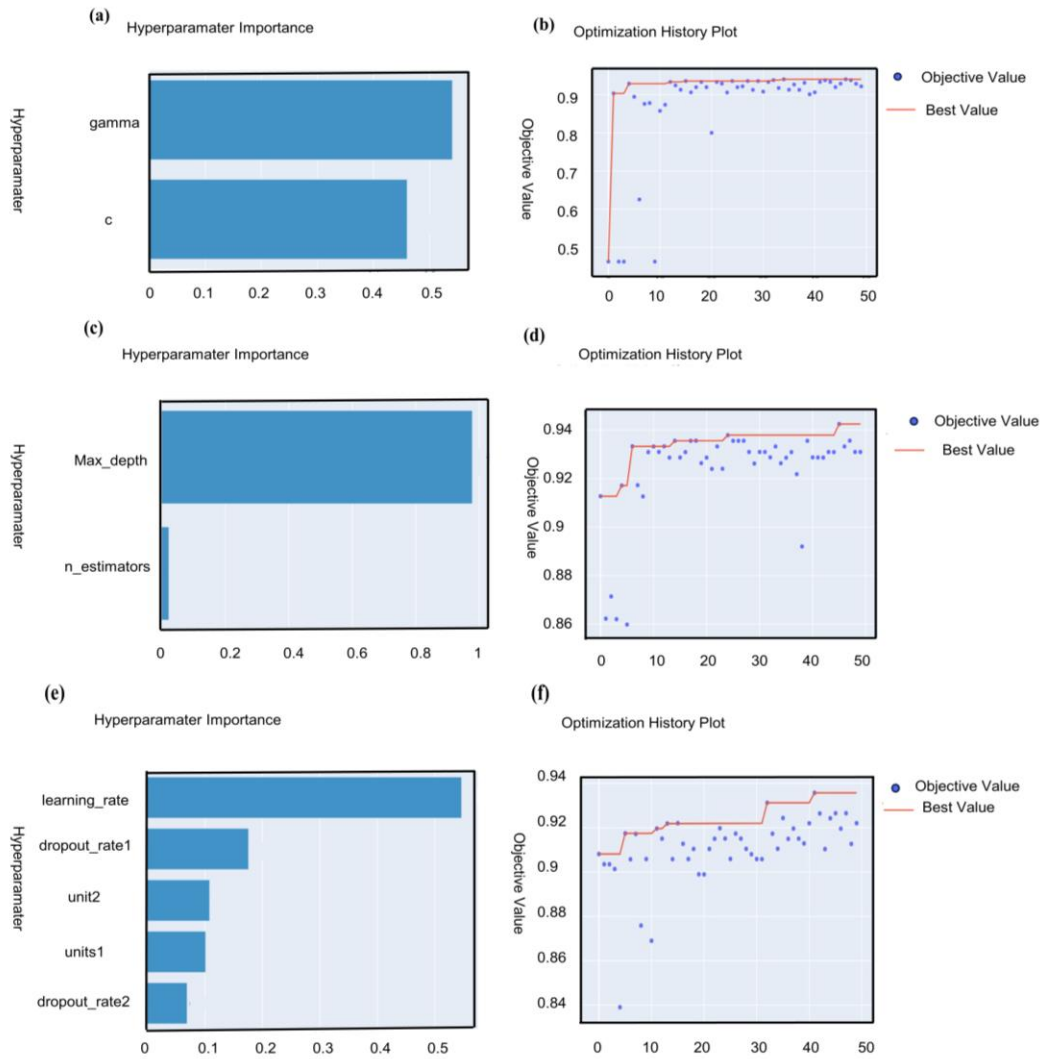 (a)
Hyperparamater Importance
Hyperparamater
gamma
c
0 0.1 0.2 0.3 0.4 0.5
(b)
Optimization History Plot
Objective Value
0.9
0.8
0.7
0.6
0.5
0 10 20 30 40 50
Objective Value
Best Value
(c)
Hyperparamater Importance
Hyperparamater
Max_depth
n_estimators
0 0.2 0.4 0.6 0.8 1
(d)
Optimization History Plot
Objective Value
0.94
0.92
0.9
0.88
0.86
0 10 20 30 40 50
Objective Value
Best Value
(e)
Hyperparamater Importance
Hyperparamater
learning_rate
dropout_rate1
unit2
units1
dropout_rate2
0 0.1 0.2 0.3 0.4 0.5
(f)
Optimization History Plot
Objective Value
0.94
0.92
0.9
0.88
0.86
0.84
0 10 20 30 40 50
Objective Value
Best Value